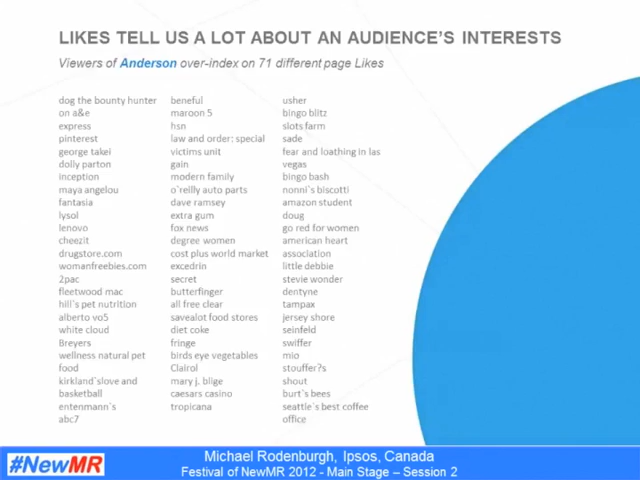 LIKES TELL US A LOT ABOUT AN AUDIENCE'S INTERESTS
Viewers of Anderson over-index on 71 different page Likes
dog the bounty hunter
on a&e
express
pinterest
george takei
dolly parton
inception
maya angelou
fantasia
lysol
lenovo
cheezit
drugstore.com
womanfreebies.com
2pac
fleetwood mac
hill`s pet nutrition
alberto vo5
white cloud
Breyers
wellness natural pet
food
kirkland`slove and
basketball
entenmann`s
abc7
beneful
maroon 5
hsn
law and order: special
victims unit
gain
modern family
o`reilly auto parts
dave ramsey
extra gum
fox news
degree women
cost plus world market
excedrin
secret
butterfinger
all free clear
savealot food stores
diet coke
fringe
birds eye vegetables
Clairol
mary j. blige
caesars casino
tropicana
usher
bingo blitz
slots farm
sade
fear and loathing in las
vegas
bingo bash
nonni`s biscotti
amazon student
doug
go red for women
american heart
association
little debbie
stevie wonder
dentyne
tampax
jersey shore
seinfeld
swiffer
mio
stouffer?s
shout
burt`s bees
seattle`s best coffee
office
#NewMR
Michael Rodenburgh, Ipsos, Canada
Festival of NewMR 2012 - Main Stage – Session 2